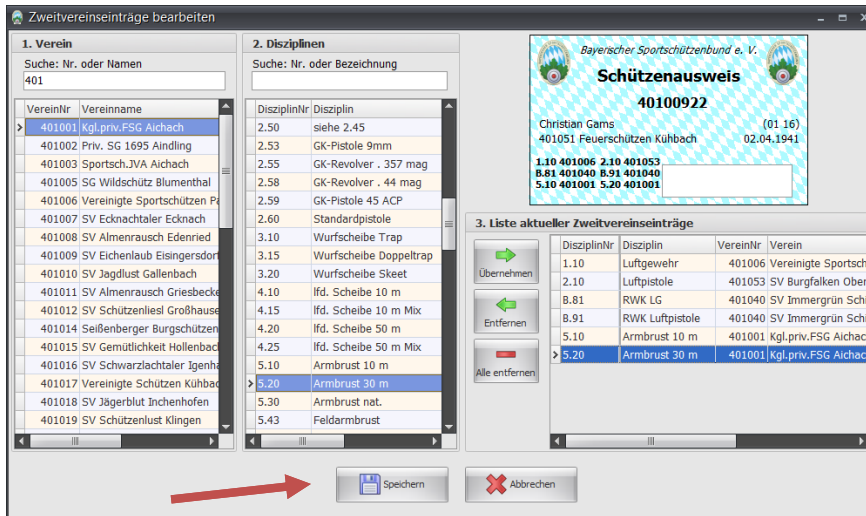 Zweitvereinseinträge bearbeiten
1. Verein
Suche: Nr. oder Namen
401
VereinNr Vereinname
401001 Kgl.priv.FSG Aichach
401002 Priv. SG 1695 Aindling
401003 Sportsch.JVA Aichach
401005 SG Wildschütz Blumenthal
401006 Vereinigte Sportschützen Pa
401007 SV Ecknachtaler Ecknach
401008 SV Almenrausch Edenried
401009 SV Eichenlaub Eisingersdorf
401010 SV Jagdlust Gallenbach
401011 SV Almenrausch Griesbecke
401012 SV Schützenliesl Großhause
401014 Seißenberger Burgschützen
401015 SV Gemütlichkeit Hollenbac
401016 SV Schwarzlachtaler Igenha
401017 Vereinigte Schützen Kühbac
401018 SV Jägerblut Inchenhofen
401019 SV Schützenlust Klingen
2. Disziplinen
Suche: Nr. oder Bezeichnung
DisziplinNr Disziplin
2.50 siehe 2.45
2.53 GK-Pistole 9mm
2.55 GK-Revolver . 357 mag
2.58 GK-Revolver . 44 mag
2.59 GK-Pistole 45 ACP
2.60 Standardpistole
3.10 Wurfscheibe Trap
3.15 Wurfscheibe Doppeltrap
3.20 Wurfscheibe Skeet
4.10 lfd. Scheibe 10 m
4.15 lfd. Scheibe 10 m Mix
4.20 lfd. Scheibe 50 m
4.25 lfd. Scheibe 50 m Mix
5.10 Armbrust 10 m
5.20 Armbrust 30 m
5.30 Armbrust nat.
5.43 Feldarmbrust
Bayerischer Sportschützenbund e. V.
Schützenausweis
40100922
Christian Gams (01 16)
401051 Feuerschützen Kühbach 02.04.1941
1.10 401006 2.10 401053
B.81 401040 B.91 401040
5.10 401001 5.20 401001
3. Liste aktueller Zweitvereinseinträge
Übernehmen
Entfernen
Alle entfernen
DisziplinNr Disziplin VereinNr Verein
1.10 Luftgewehr 401006 Vereinigte Sportsch
2.10 Luftpistole 401053 SV Burgfalken Ober
B.81 RWK LG 401040 SV Immergrün Schi
B.91 RWK Luftpistole 401040 SV Immergrün Schi
5.10 Armbrust 10 m 401001 Kgl.priv.FSG Aichac
5.20 Armbrust 30 m 401001 Kgl.priv.FSG Aichac
Speichern
Abbrechen